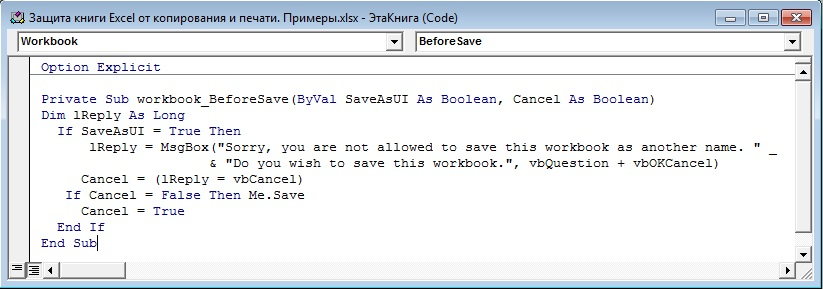 Защита книги Excel от копирования и печати. Примеры.xlsx - ЭтаКнига (Code)
Workbook BeforeSave
Option Explicit
Private Sub workbook_BeforeSave(ByVal SaveAsUI As Boolean, Cancel As Boolean)
Dim lReply As Long
If SaveAsUI = True Then
lReply = MsgBox("Sorry, you are not allowed to save this workbook as another name. " _
& "Do you wish to save this workbook.", vbQuestion + vbOKCancel)
Cancel = (lReply = vbCancel)
If Cancel = False Then Me.Save
Cancel = True
End If
End Sub